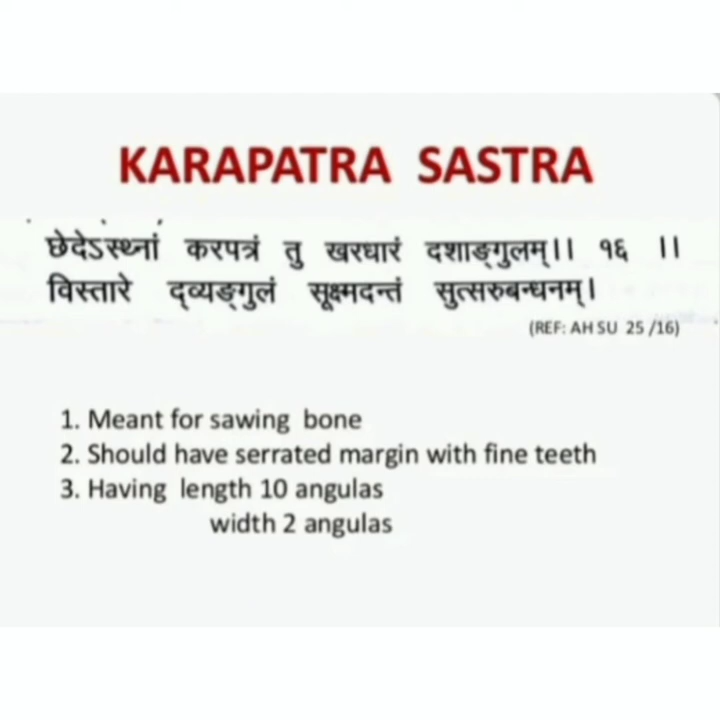 KARAPATRA SASTRA
छेदेऽस्थ्नां करपत्रं तु खरधारं दशाङ्गुलम्।। १६ ।।
विस्तारे द्व्यङ्गुलं सूक्ष्मदन्तं सुत्सरुबन्धनम्।
(REF: AH SU 25 /16)
1. Meant for sawing bone
2. Should have serrated margin with fine teeth
3. Having length 10 angulas
width 2 angulas